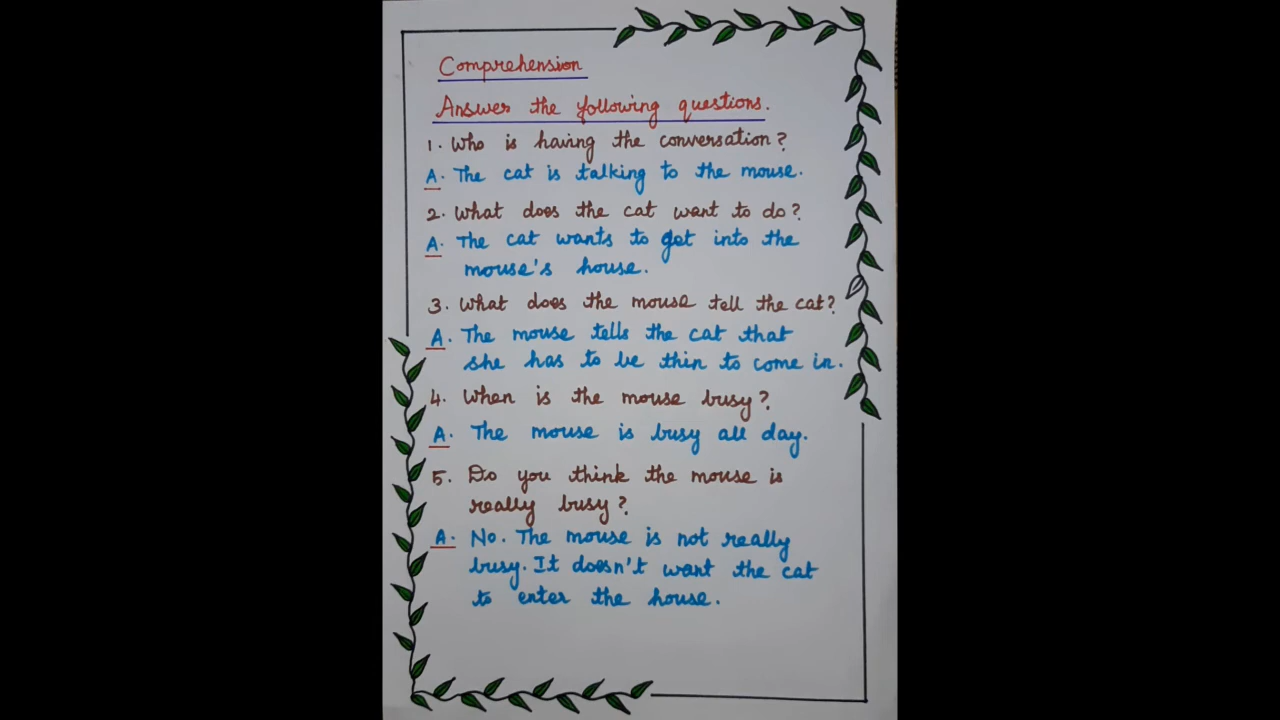 Comprehension
Answer the following questions.
1. Who is having the conversation?
A. The cat is talking to the mouse.
2. What does the cat want to do?
A. The cat wants to get into the
mouse's house.
3. What does the mouse tell the cat?
A. The mouse tells the cat that
she has to be thin to come in.
4. When is the mouse busy?
A. The mouse is busy all day.
5. Do you think the mouse is
really busy?
A. No. The mouse is not really
busy. It doesn't want the cat
to enter the house.